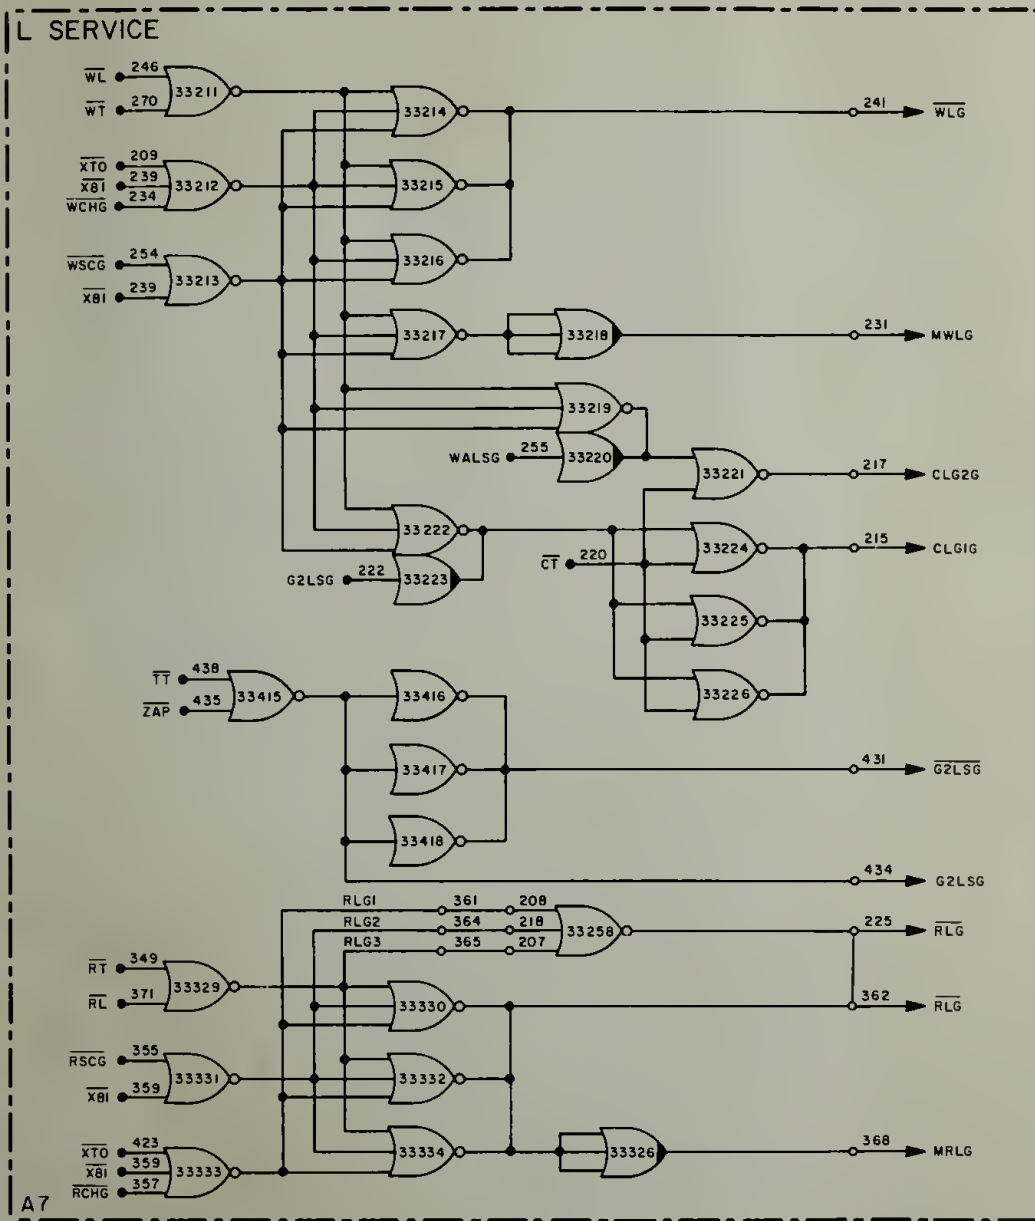 L SERVICE
WL 246
33211
WT 270
33214
241 WLG
XT0 209
X81 239
33212
WCHG 234
33215
WSCG 254
33213
X81 239
33216
33217
33218
231 MWLG
33219
WALSG 255
33220
33221
217 CLG2G
33222
G2LSG 222
33223
CT 220
33224
215 CLG1G
33225
33226
TT 438
33415
ZAP 435
33416
33417
431 G2LSG
33418
434 G2LSG
RLG1 361 208
RLG2 364 218
RLG3 365 207
33258
225 RLG
RT 349
33329
RL 371
33330
362 RLG
RSCG 355
33331
X81 359
33332
XT0 423
X81 359
33333
RCHG 357
33334
33326
368 MRLG
A7